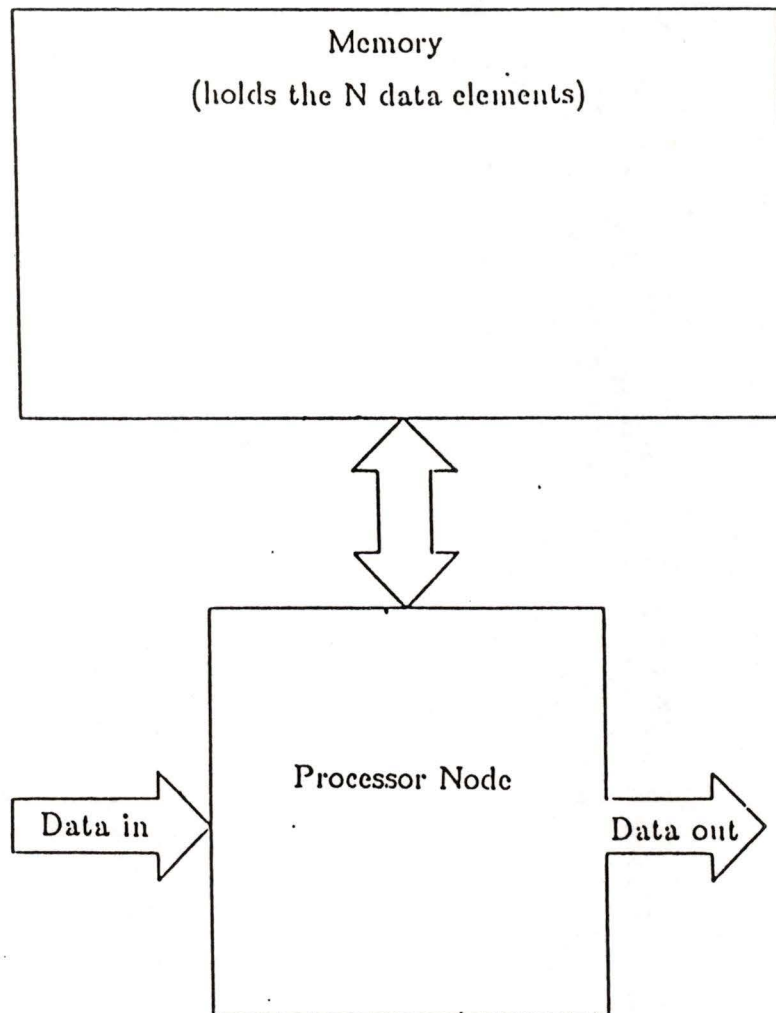 Memory
(holds the N data elements)
Processor Node
Data in
Data out